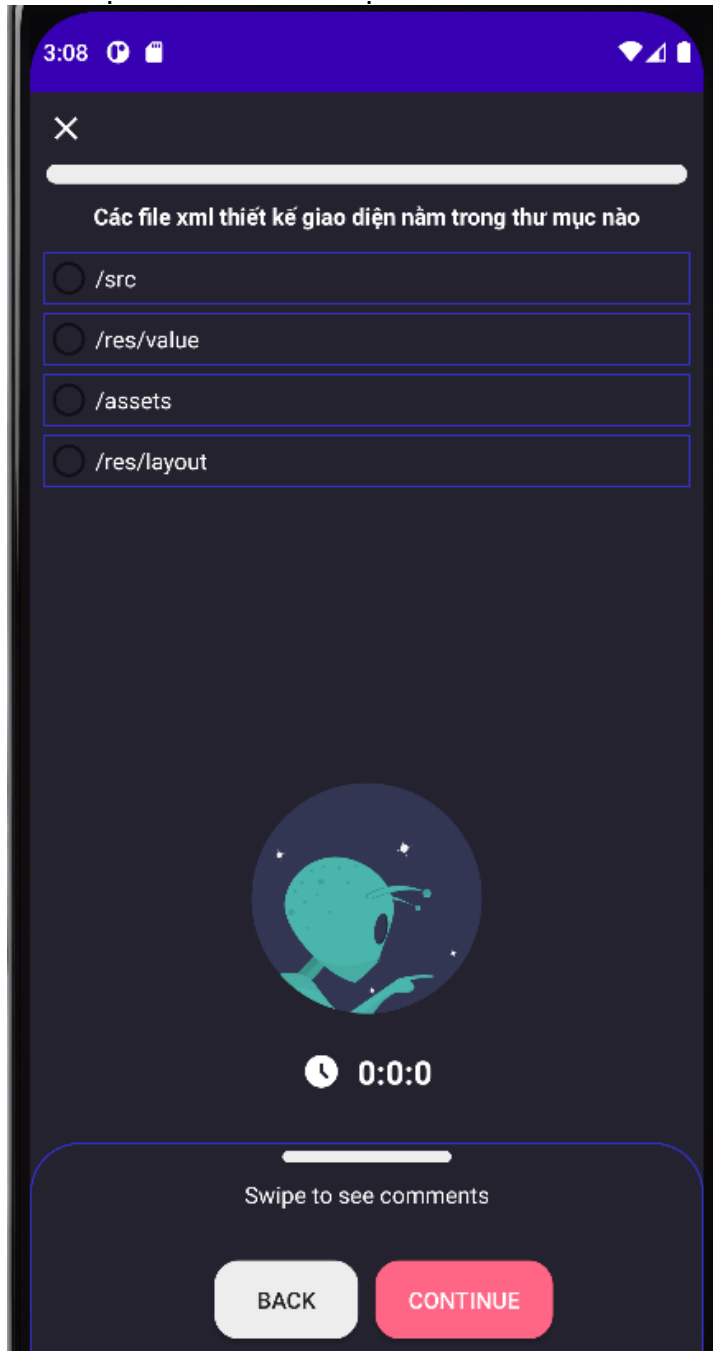 3:08
Các file xml thiết kế giao diện nằm trong thư mục nào
/src
/res/value
/assets
/res/layout
0:0:0
Swipe to see comments
BACK
CONTINUE